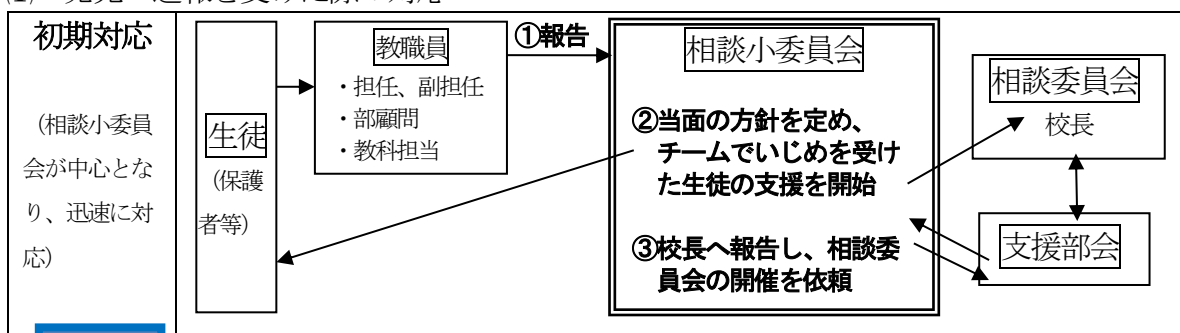 初期対応
(相談小委員
会が中心とな
り、迅速に対
応)
生徒
(保護
者等)
教職員
・担任、副担任
・部顧問
・教科担当
①報告
相談小委員会
②当面の方針を定め、
チームでいじめを受け
た生徒の支援を開始
③校長へ報告し、相談委
員会の開催を依頼
相談委員会
校長
支援部会